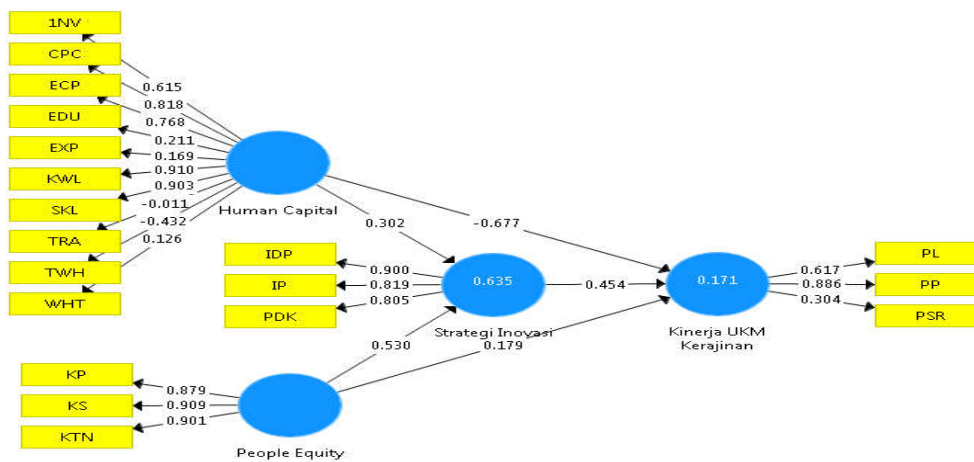 1NV
CPC
ECP
EDU
EXP
KWL
SKL
TRA
TWH
WHT
0.615
0.818
0.768
0.211
0.169
0.910
0.903
-0.011
-0.432
0.126
Human Capital
0.302
-0.677
IDP
IP
PDK
0.900
0.819
0.805
0.635
Strategi Inovasi
0.454
0.171
Kinerja UKM
Kerajinan
0.617
0.886
0.304
PL
PP
PSR
0.530
0.179
KP
KS
KTN
0.879
0.909
0.901
People Equity